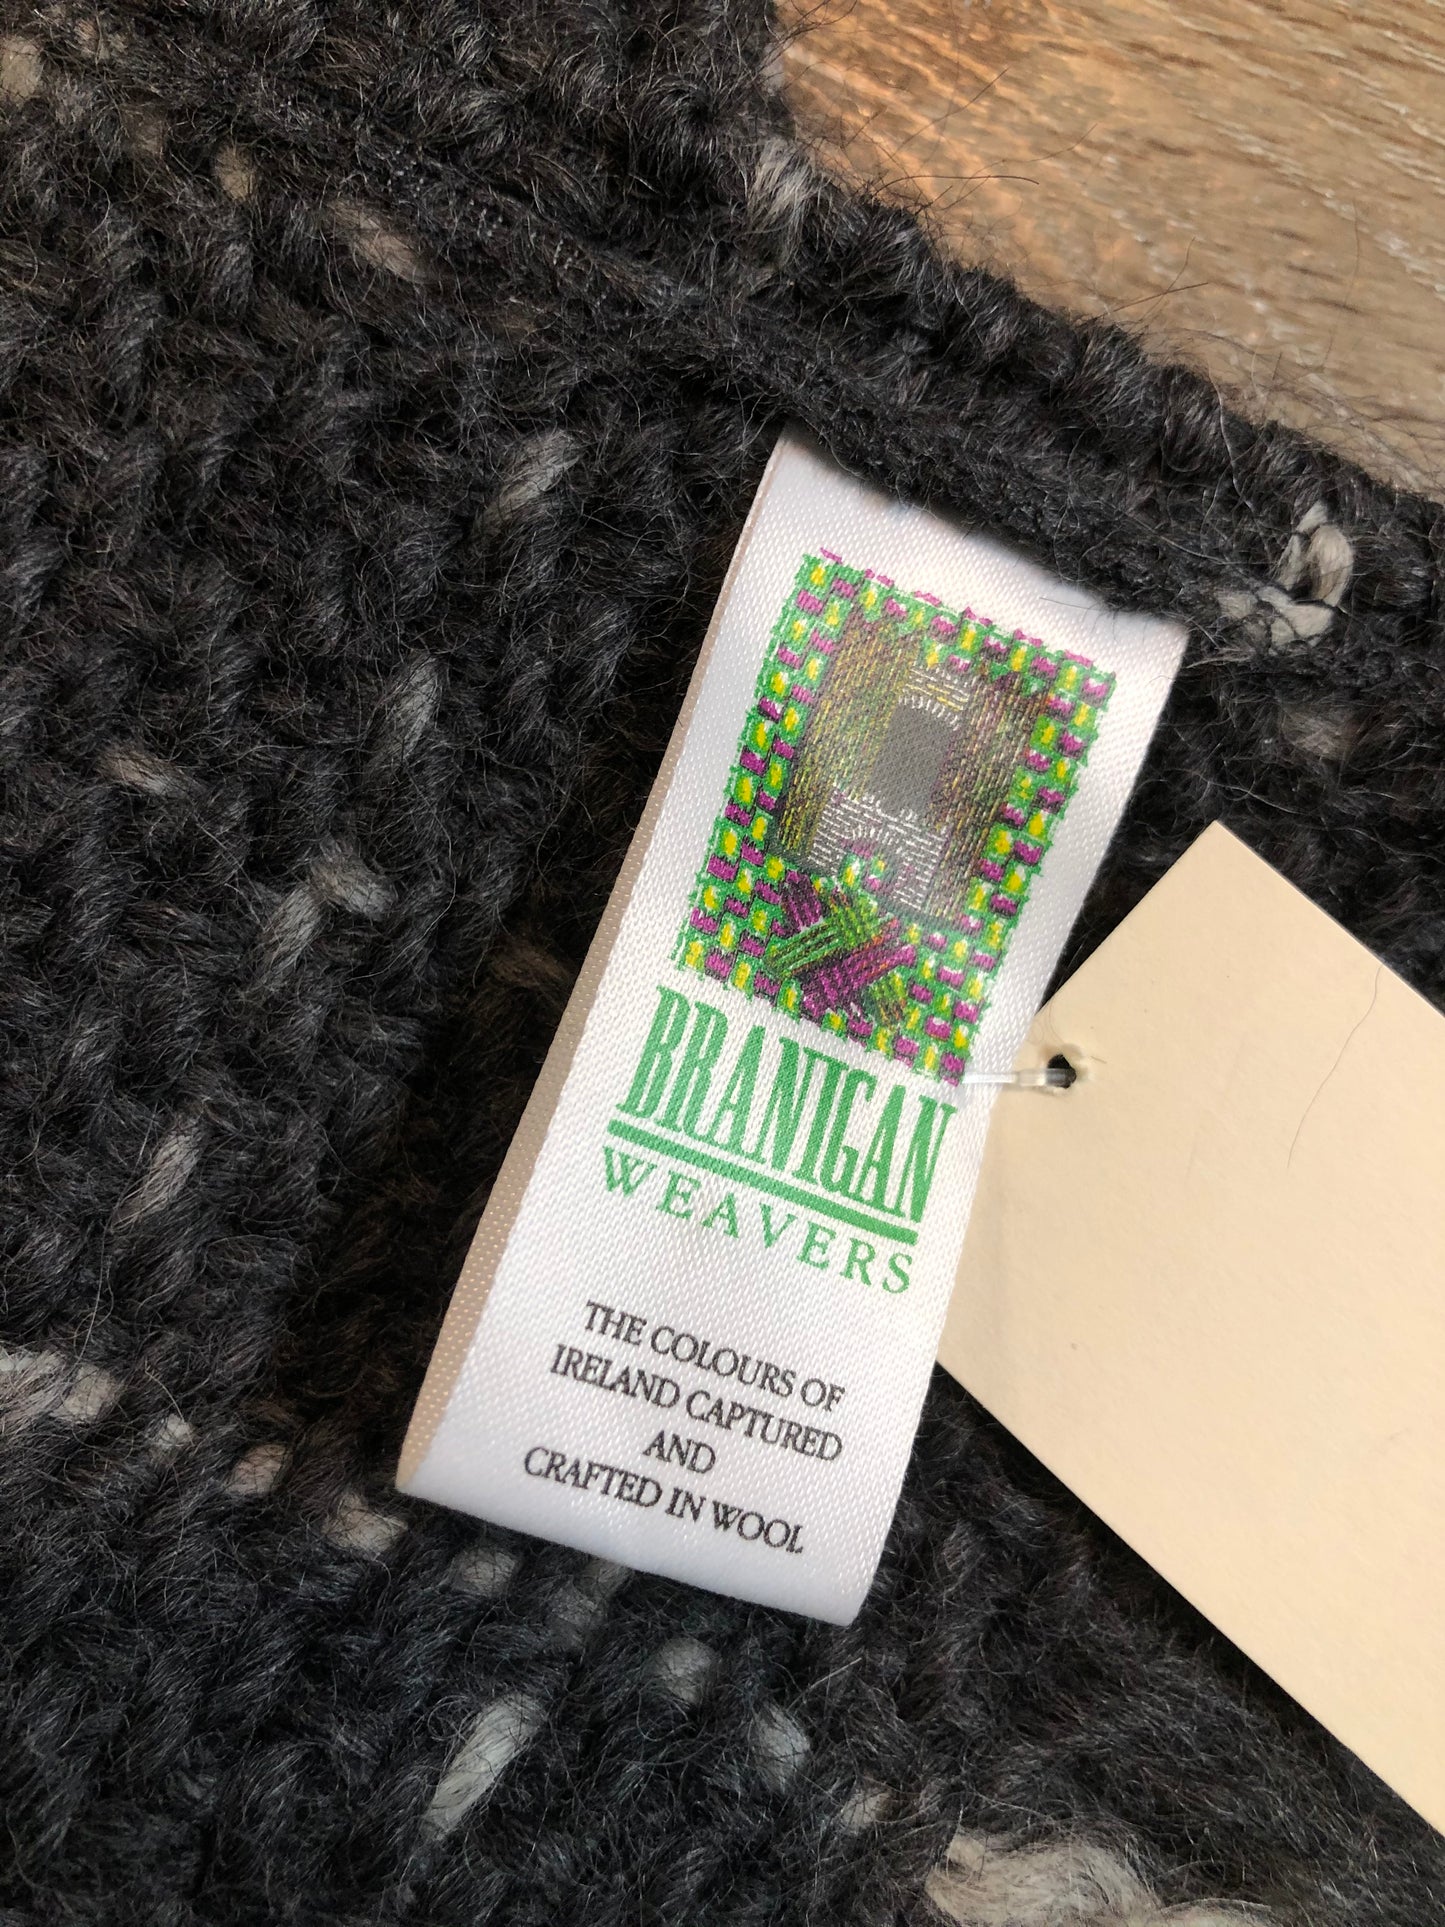 BRANIGAN
WEAVERS
THE COLOURS OF
IRELAND CAPTURED
AND
CRAFTED IN WOOL